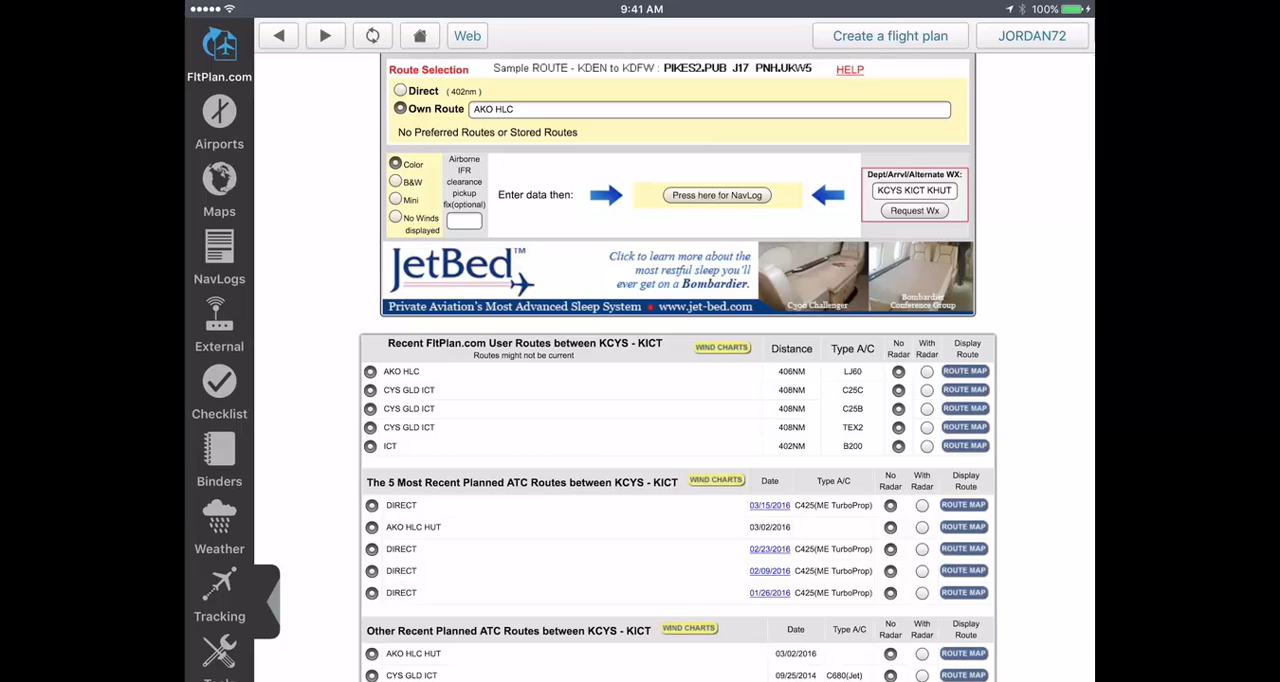 9:41 AM
100%
Web
Create a flight plan
JORDAN72
FltPlan.com
Airports
Maps
NavLogs
External
Checklist
Binders
Weather
Tracking
Route Selection Sample ROUTE - KDEN to KDFW : PIKES2.PUB J17 PNH.UKW5 HELP
Direct (402nm)
Own Route AKO HLC
No Preferred Routes or Stored Routes
Color
B&W
Mini
No Winds
displayed
Airborne
IFR
clearance
pickup
fix(optional)
Enter data then:
Press here for NavLog
Dept/Arrvl/Alternate WX:
KCYS KICT KHUT
Request Wx
JetBed™
Click to learn more about the
most restful sleep you'll
ever get on a Bombardier.
Private Aviation's Most Advanced Sleep System • www.jet-bed.com
C300 Challenger
Bombardier
Conference Group
Recent FltPlan.com User Routes between KCYS - KICT
Routes might not be current
WIND CHARTS
Distance Type A/C No Radar With Radar Display Route
AKO HLC 406NM LJ60 ROUTE MAP
CYS GLD ICT 408NM C25C ROUTE MAP
CYS GLD ICT 408NM C25B ROUTE MAP
CYS GLD ICT 408NM TEX2 ROUTE MAP
ICT 402NM B200 ROUTE MAP
The 5 Most Recent Planned ATC Routes between KCYS - KICT WIND CHARTS Date Type A/C No Radar With Radar Display Route
DIRECT 03/15/2016 C425(ME TurboProp) ROUTE MAP
AKO HLC HUT 03/02/2016 ROUTE MAP
DIRECT 02/23/2016 C425(ME TurboProp) ROUTE MAP
DIRECT 02/09/2016 C425(ME TurboProp) ROUTE MAP
DIRECT 01/26/2016 C425(ME TurboProp) ROUTE MAP
Other Recent Planned ATC Routes between KCYS - KICT WIND CHARTS Date Type A/C No Radar With Radar Display Route
AKO HLC HUT 03/02/2016 ROUTE MAP
CYS GLD ICT 09/25/2014 C680(Jet) ROUTE MAP